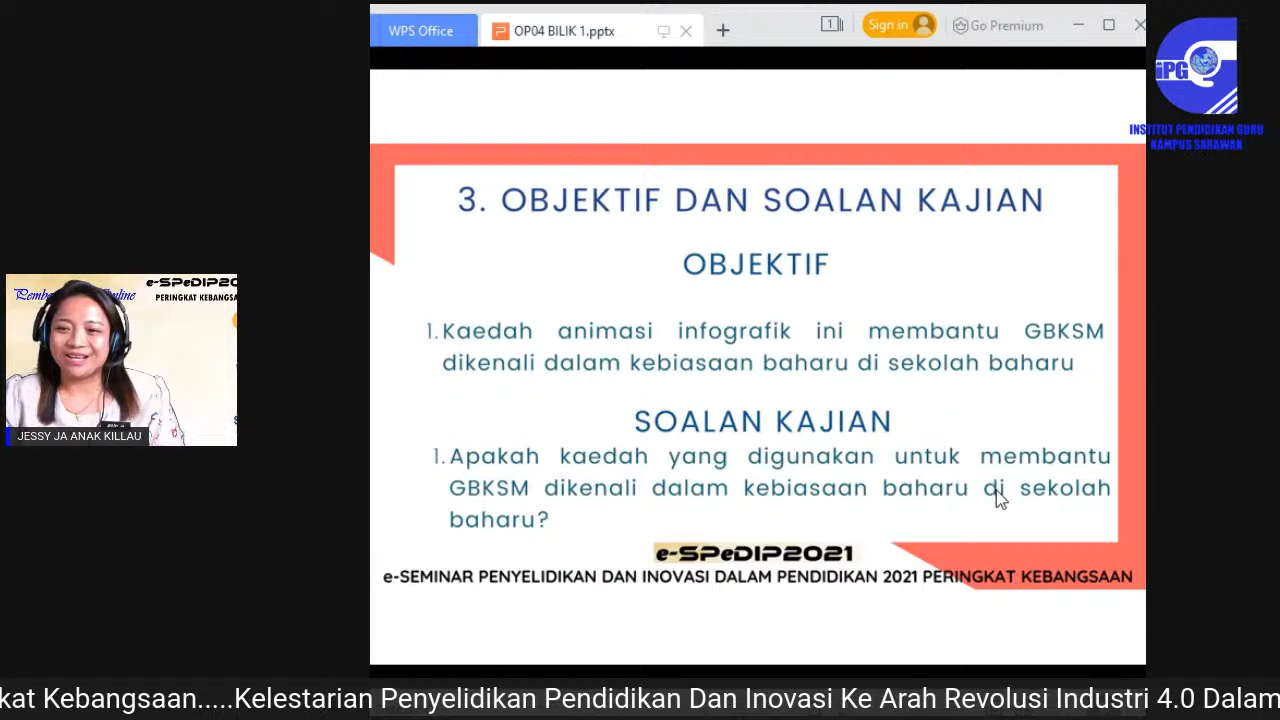 WPS Office
OP04 BILIK 1.pptx
1
Sign in
Go Premium
iPG
INSTITUT PENDIDIKAN GURU
KAMPUS SARAWAK
3. OBJEKTIF DAN SOALAN KAJIAN
OBJEKTIF
1. Kaedah animasi infografik ini membantu GBKSM
dikenali dalam kebiasaan baharu di sekolah baharu
SOALAN KAJIAN
1. Apakah kaedah yang digunakan untuk membantu
GBKSM dikenali dalam kebiasaan baharu di sekolah
baharu?
e-SPeDIP2021
e-SEMINAR PENYELIDIKAN DAN INOVASI DALAM PENDIDIKAN 2021 PERINGKAT KEBANGSAAN
e-SPeDIP20
PERINGKAT KEBANGSA
JESSY JA ANAK KILLAU
kat Kebangsaan.....Kelestarian Penyelidikan Pendidikan Dan Inovasi Ke Arah Revolusi Industri 4.0 Dalam